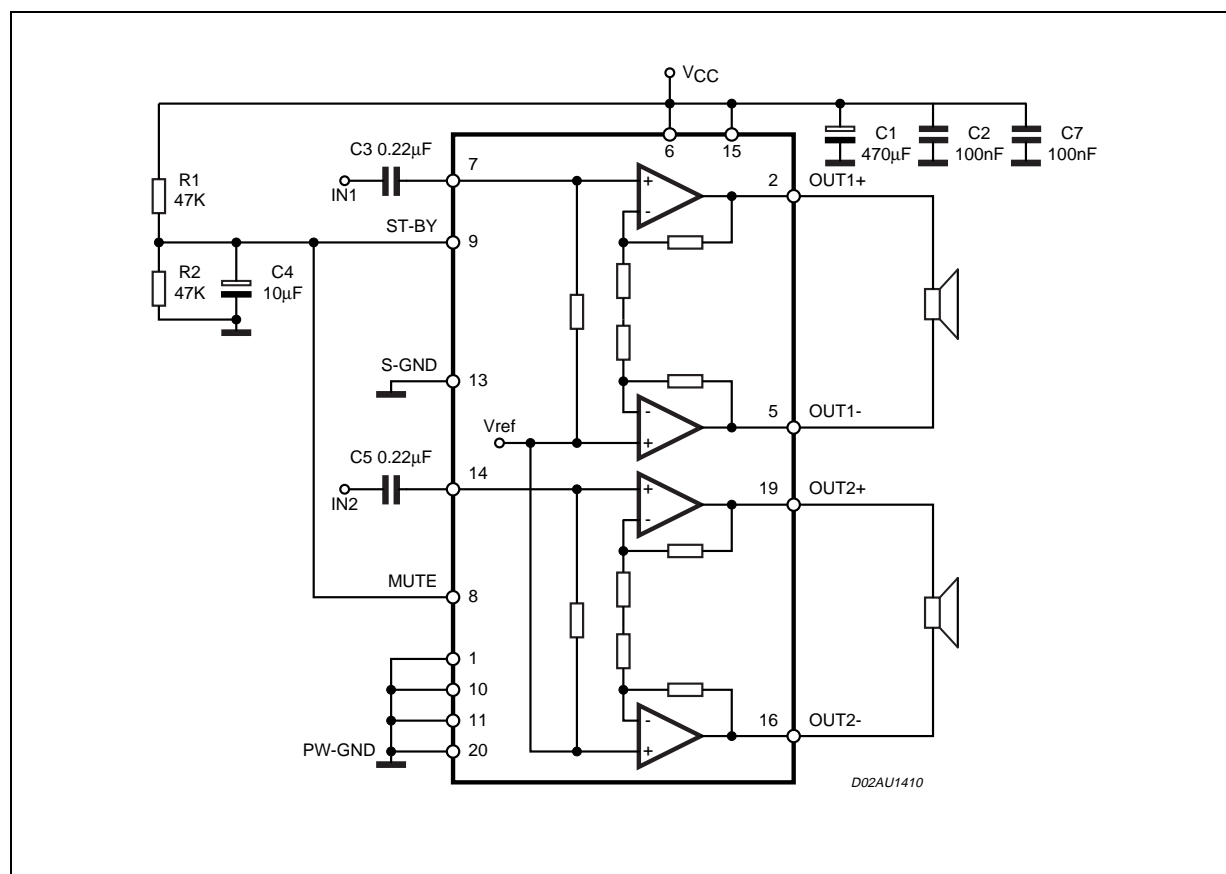 VCC
C3 0.22μF
6
15
C1
470μF
C2
100nF
C7
100nF
IN1
7
2
OUT1+
+
-
R1
47K
ST-BY
9
R2
47K
C4
10μF
S-GND
13
-
+
5
OUT1-
Vref
C5 0.22μF
IN2
14
+
-
19
OUT2+
MUTE
8
1
10
11
PW-GND
20
-
+
16
OUT2-
D02AU1410